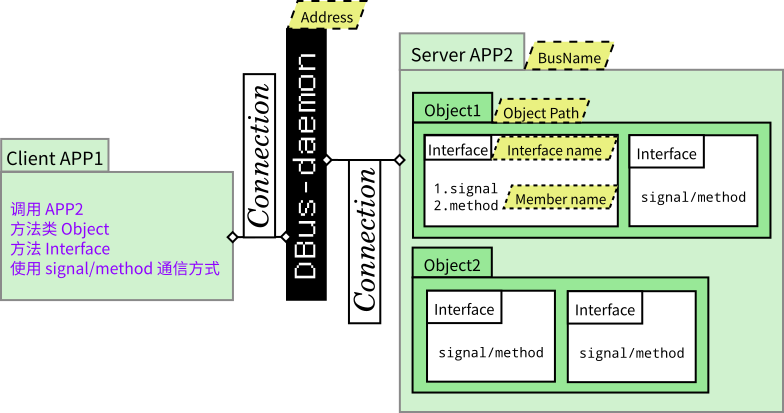 Address
Server APP2
BusName
DBus-daemon
Connection
Object1
Object Path
Client APP1
Interface
Interface name
Interface
1.signal
2.method
Member name
signal/method
调用 APP2
方法类 Object
方法 Interface
使用 signal/method 通信方式
Connection
Object2
Interface
Interface
signal/method
signal/method